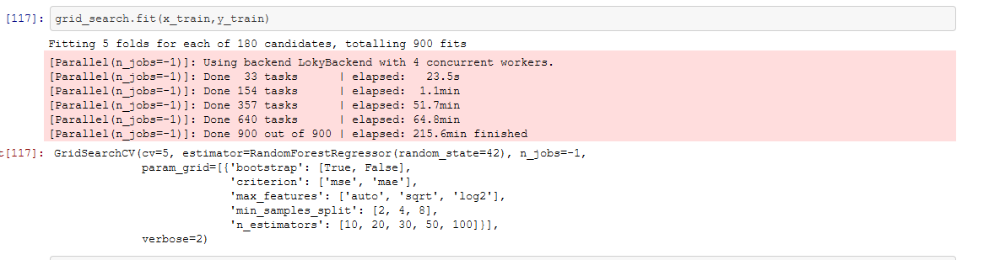 [117]: grid_search.fit(x_train,y_train)
Fitting 5 folds for each of 180 candidates, totalling 900 fits
[Parallel(n_jobs=-1)]: Using backend LokyBackend with 4 concurrent workers.
[Parallel(n_jobs=-1)]: Done  33 tasks      | elapsed:   23.5s
[Parallel(n_jobs=-1)]: Done 154 tasks      | elapsed:  1.1min
[Parallel(n_jobs=-1)]: Done 357 tasks      | elapsed: 51.7min
[Parallel(n_jobs=-1)]: Done 640 tasks      | elapsed: 64.8min
[Parallel(n_jobs=-1)]: Done 900 out of 900 | elapsed: 215.6min finished
t[117]: GridSearchCV(cv=5, estimator=RandomForestRegressor(random_state=42), n_jobs=-1,
             param_grid=[{'bootstrap': [True, False],
                          'criterion': ['mse', 'mae'],
                          'max_features': ['auto', 'sqrt', 'log2'],
                          'min_samples_split': [2, 4, 8],
                          'n_estimators': [10, 20, 30, 50, 100]}],
             verbose=2)